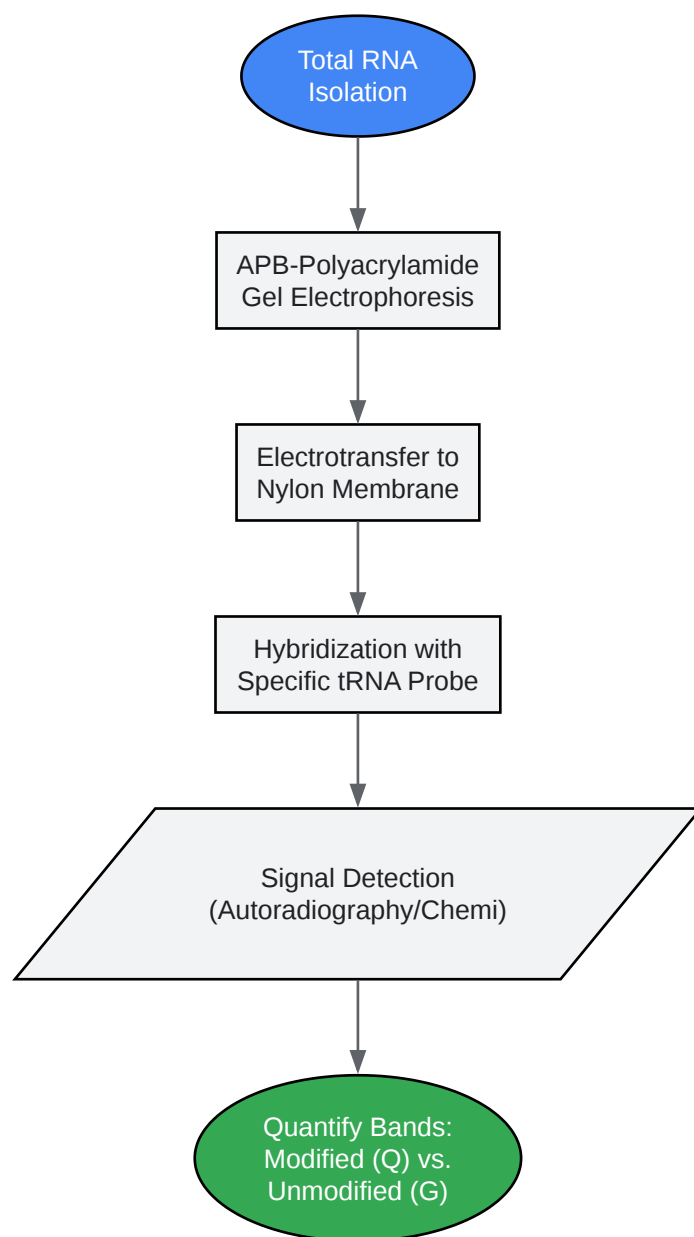 Total RNA
Isolation
APB-Polyacrylamide
Gel Electrophoresis
Electrotransfer to
Nylon Membrane
Hybridization with
Specific tRNA Probe
Signal Detection
(Autoradiography/Chemi)
Quantify Bands:
Modified (Q) vs.
Unmodified (G)